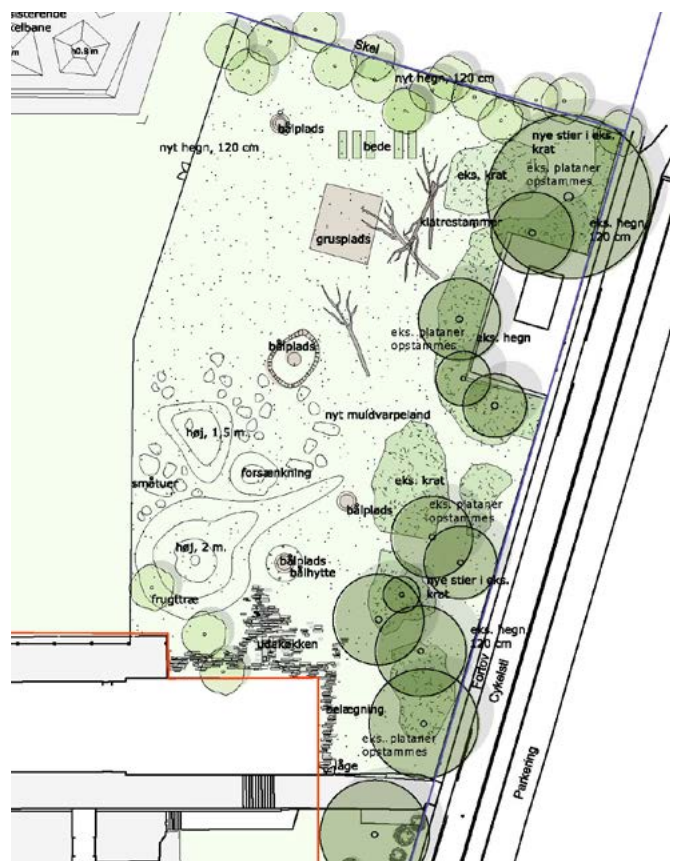 kelbane
h0.8 m
Skel
nyt hegn, 120 cm
bålplads
bede
nye stier i eks.
krat
nyt hegn, 120 cm
eks. krat
eks. plataner
opstammes
klatrestammer
eks. hegn,
120 cm
grusplads
eks. plataner
opstammes
eks. hegn
bålplads
nyt muldvarpeland
høj, 1,5 m.
forsænkning
eks. krat
småtuer
bålplads
eks. plataner
opstammes
høj, 2 m.
bålplads
bålhytte
nye stier i eks.
krat
frugttræ
eks. hegn,
120 cm
udekøkken
Fortov
Cykelsti
belægning
eks. plataner
opstammes
låge
Parkering